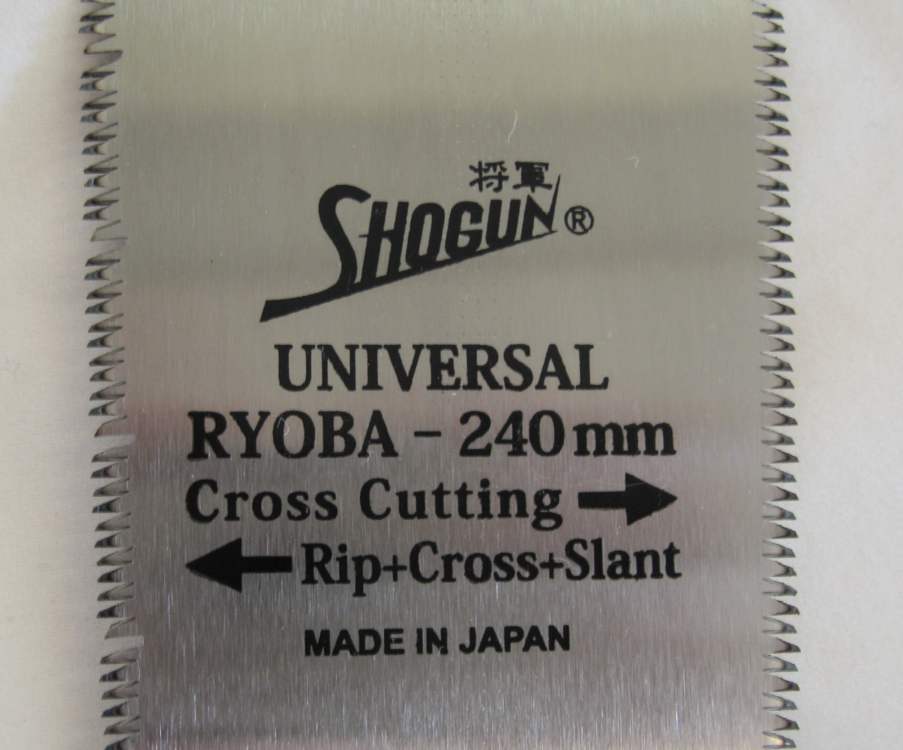 将軍
SHOGUN®
UNIVERSAL
RYOBA - 240mm
Cross Cutting →
← Rip+Cross+Slant
MADE IN JAPAN